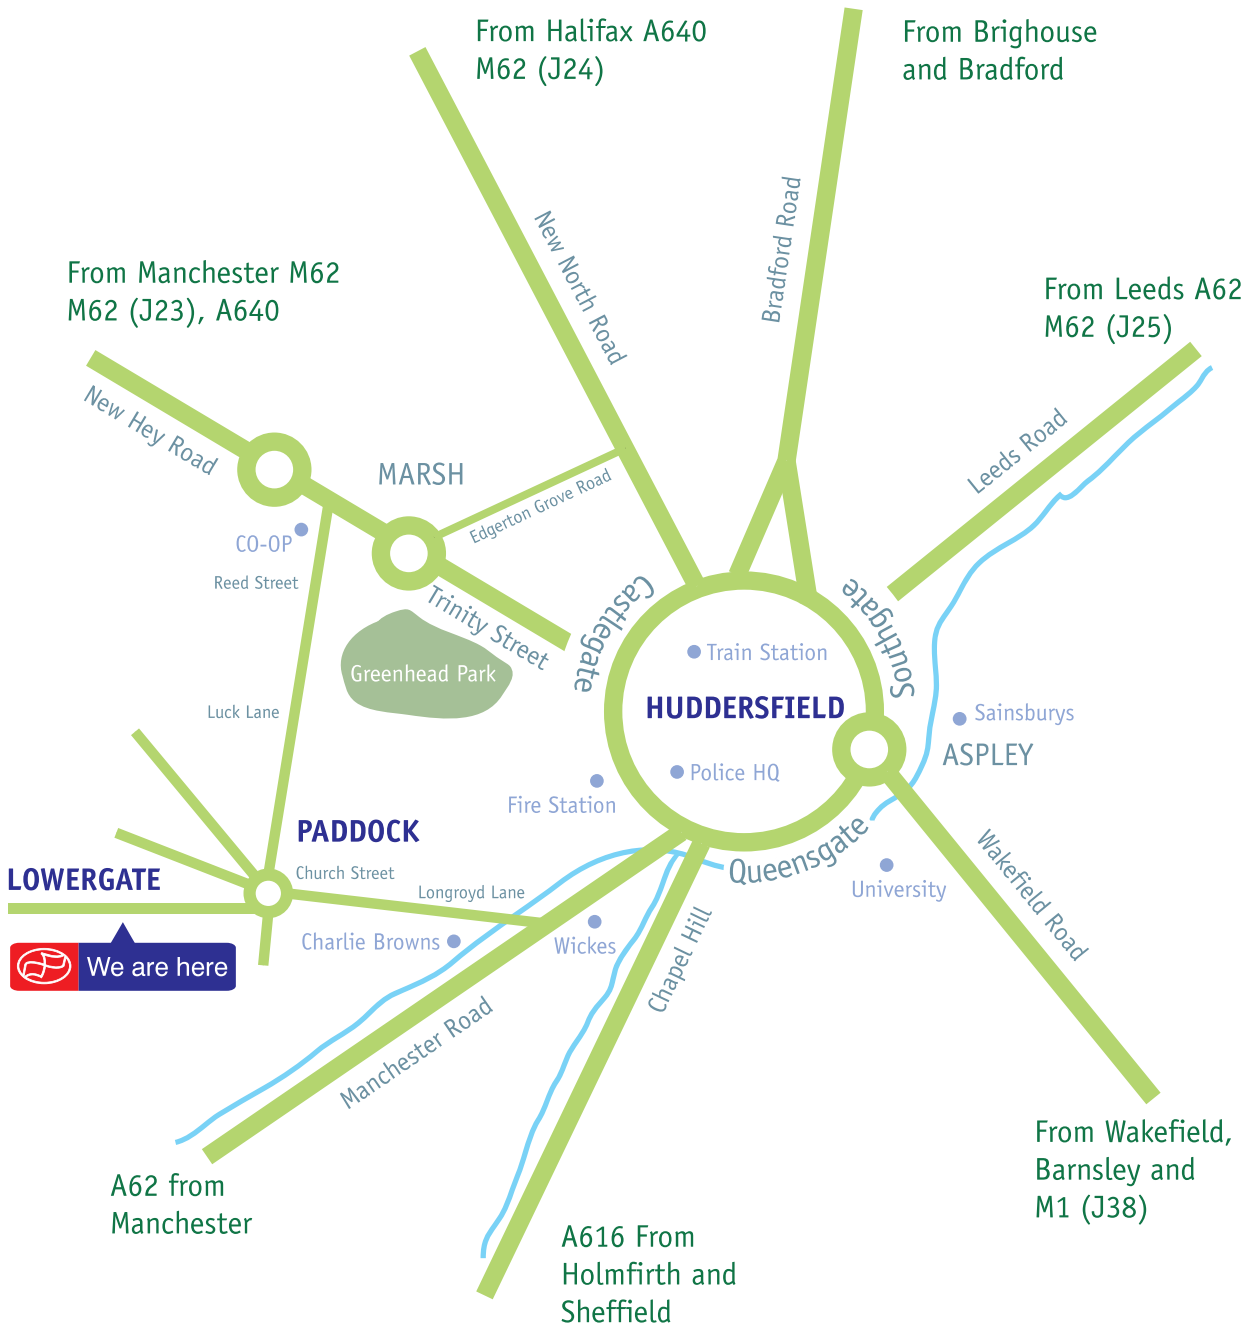 From Halifax A640
M62 (J24)
From Brighouse
and Bradford
From Manchester M62
M62 (J23), A640
From Leeds A62
M62 (J25)
New North Road
Bradford Road
New Hey Road
MARSH
Leeds Road
Edgerton Grove Road
CO-OP
Reed Street
Trinity Street
Castlegate
Southgate
Greenhead Park
Train Station
HUDDERSFIELD
Luck Lane
Sainsburys
ASPLEY
Police HQ
Fire Station
PADDOCK
Queensgate
LOWERGATE
Church Street
Longroyd Lane
University
Wakefield Road
Charlie Browns
Wickes
Chapel Hill
We are here
Manchester Road
From Wakefield,
Barnsley and
M1 (J38)
A62 from
Manchester
A616 From
Holmfirth and
Sheffield